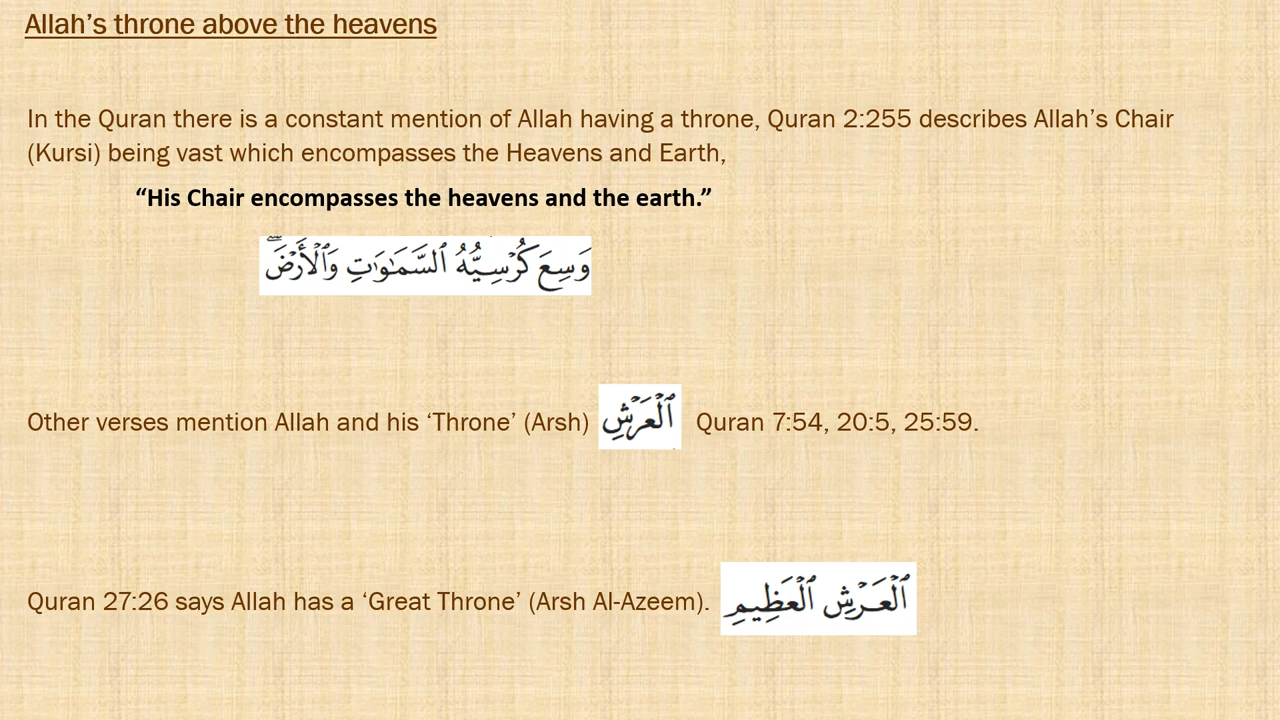 Allah’s throne above the heavens
In the Quran there is a constant mention of Allah having a throne, Quran 2:255 describes Allah’s Chair
(Kursi) being vast which encompasses the Heavens and Earth,
“His Chair encompasses the heavens and the earth.”
وَسِعَ كُرْسِيُّهُ ٱلسَّمَـٰوَٰتِ وَٱلْأَرْضَ ۖ
Other verses mention Allah and his ‘Throne’ (Arsh) ٱلْعَرْشِ Quran 7:54, 20:5, 25:59.
Quran 27:26 says Allah has a ‘Great Throne’ (Arsh Al-Azeem). ٱلْعَرْشِ ٱلْعَظِيمِ